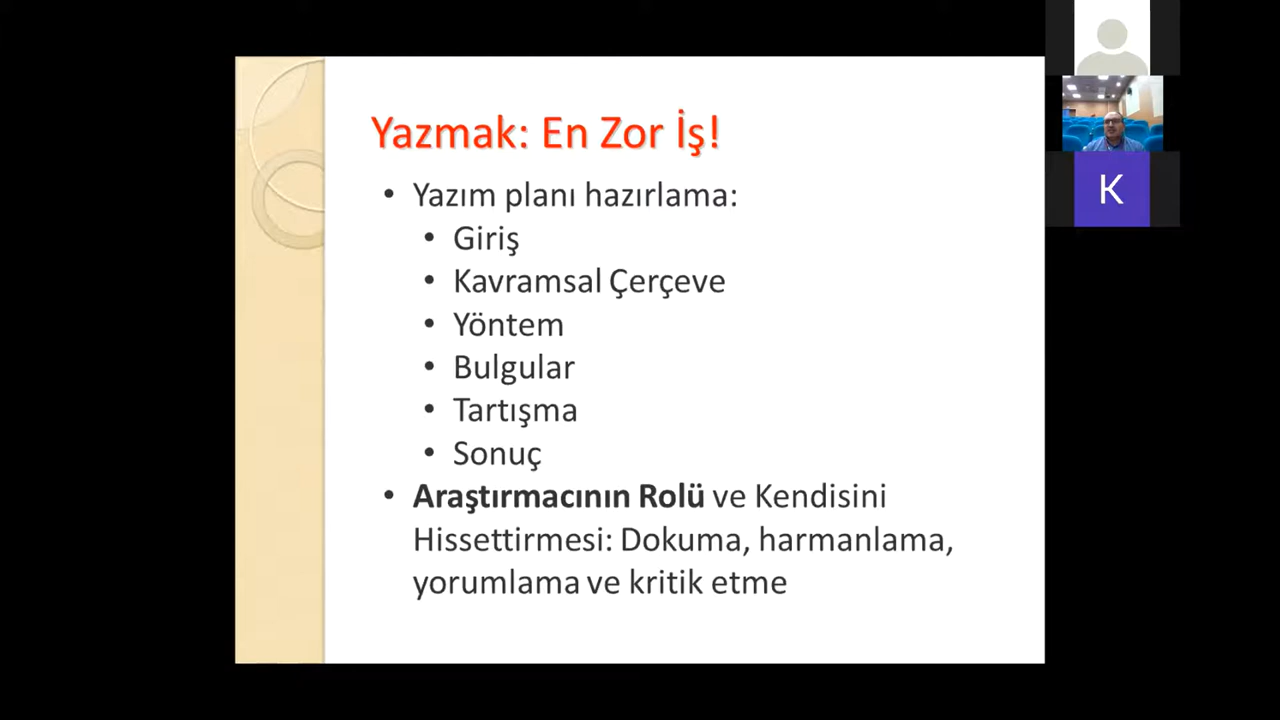 Yazmak: En Zor İş!
• Yazım planı hazırlama:
• Giriş
• Kavramsal Çerçeve
• Yöntem
• Bulgular
• Tartışma
• Sonuç
• Araştırmacının Rolü ve Kendisini
Hissettirmesi: Dokuma, harmanlama,
yorumlama ve kritik etme
K